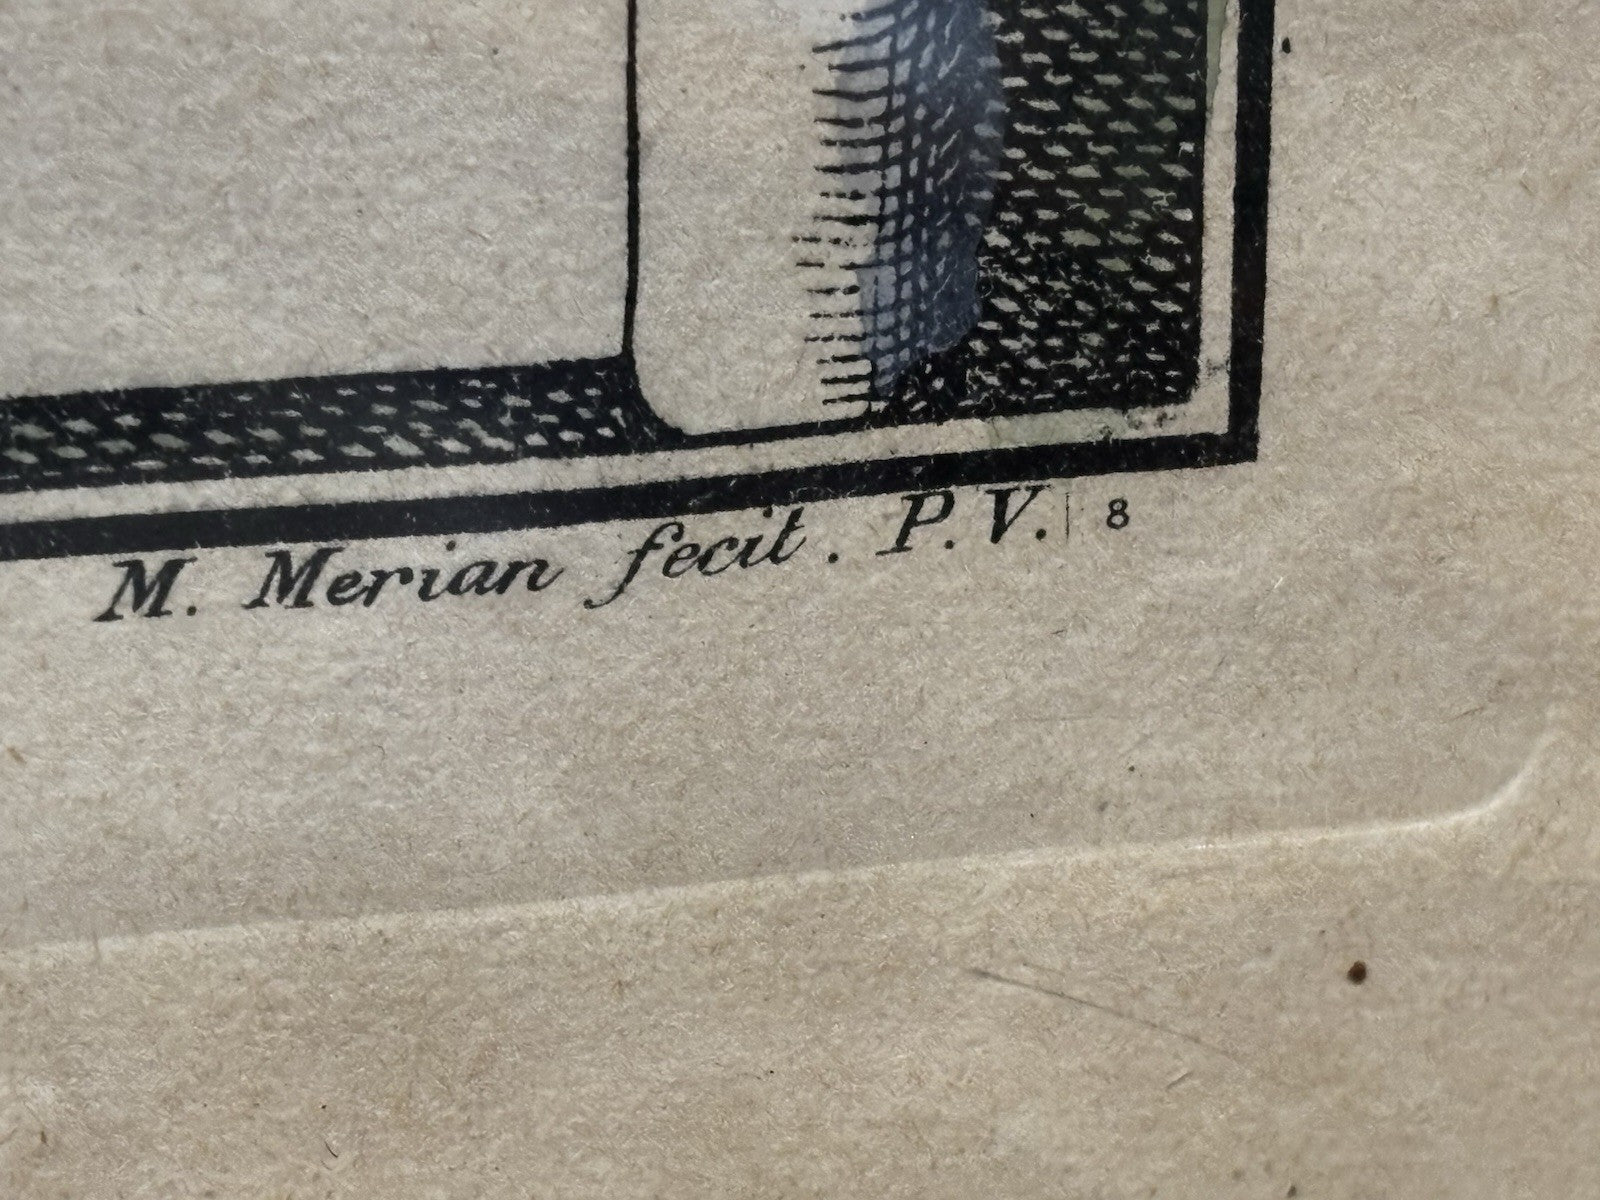 M. Merian fecit. P.V. 8